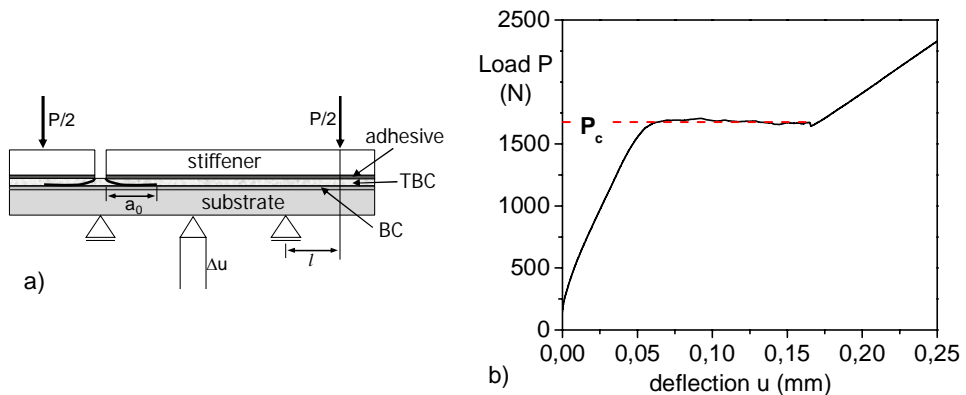 a)
P/2
P/2
adhesive
stiffener
TBC
a0
substrate
BC
Δu
l
b)
Load P
(N)
2500
2000
1500
1000
500
0
Pc
0,00
0,05
0,10
0,15
0,20
0,25
deflection u (mm)